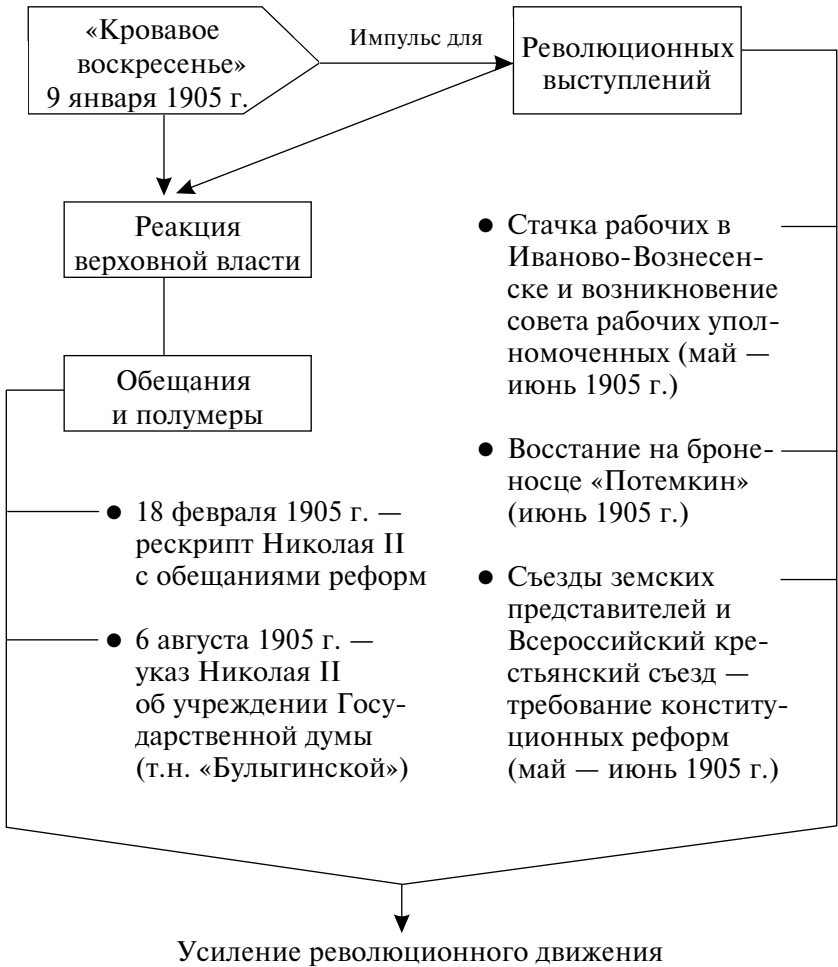 «Кровавое
воскресенье»
9 января 1905 г.
Импульс для
Революционных
выступлений
Реакция
верховной власти
Обещания
и полумеры
● 18 февраля 1905 г. —
рескрипт Николая II
с обещаниями реформ
● 6 августа 1905 г. —
указ Николая II
об учреждении Госу-
дарственной думы
(т.н. «Булыгинской»)
● Стачка рабочих в
Иваново-Вознесен-
ске и возникновение
совета рабочих упол-
номоченных (май —
июнь 1905 г.)
● Восстание на броне-
носце «Потемкин»
(июнь 1905 г.)
● Съезды земских
представителей и
Всероссийский кре-
стьянский съезд —
требование конститу-
ционных реформ
(май — июнь 1905 г.)
Усиление революционного движения